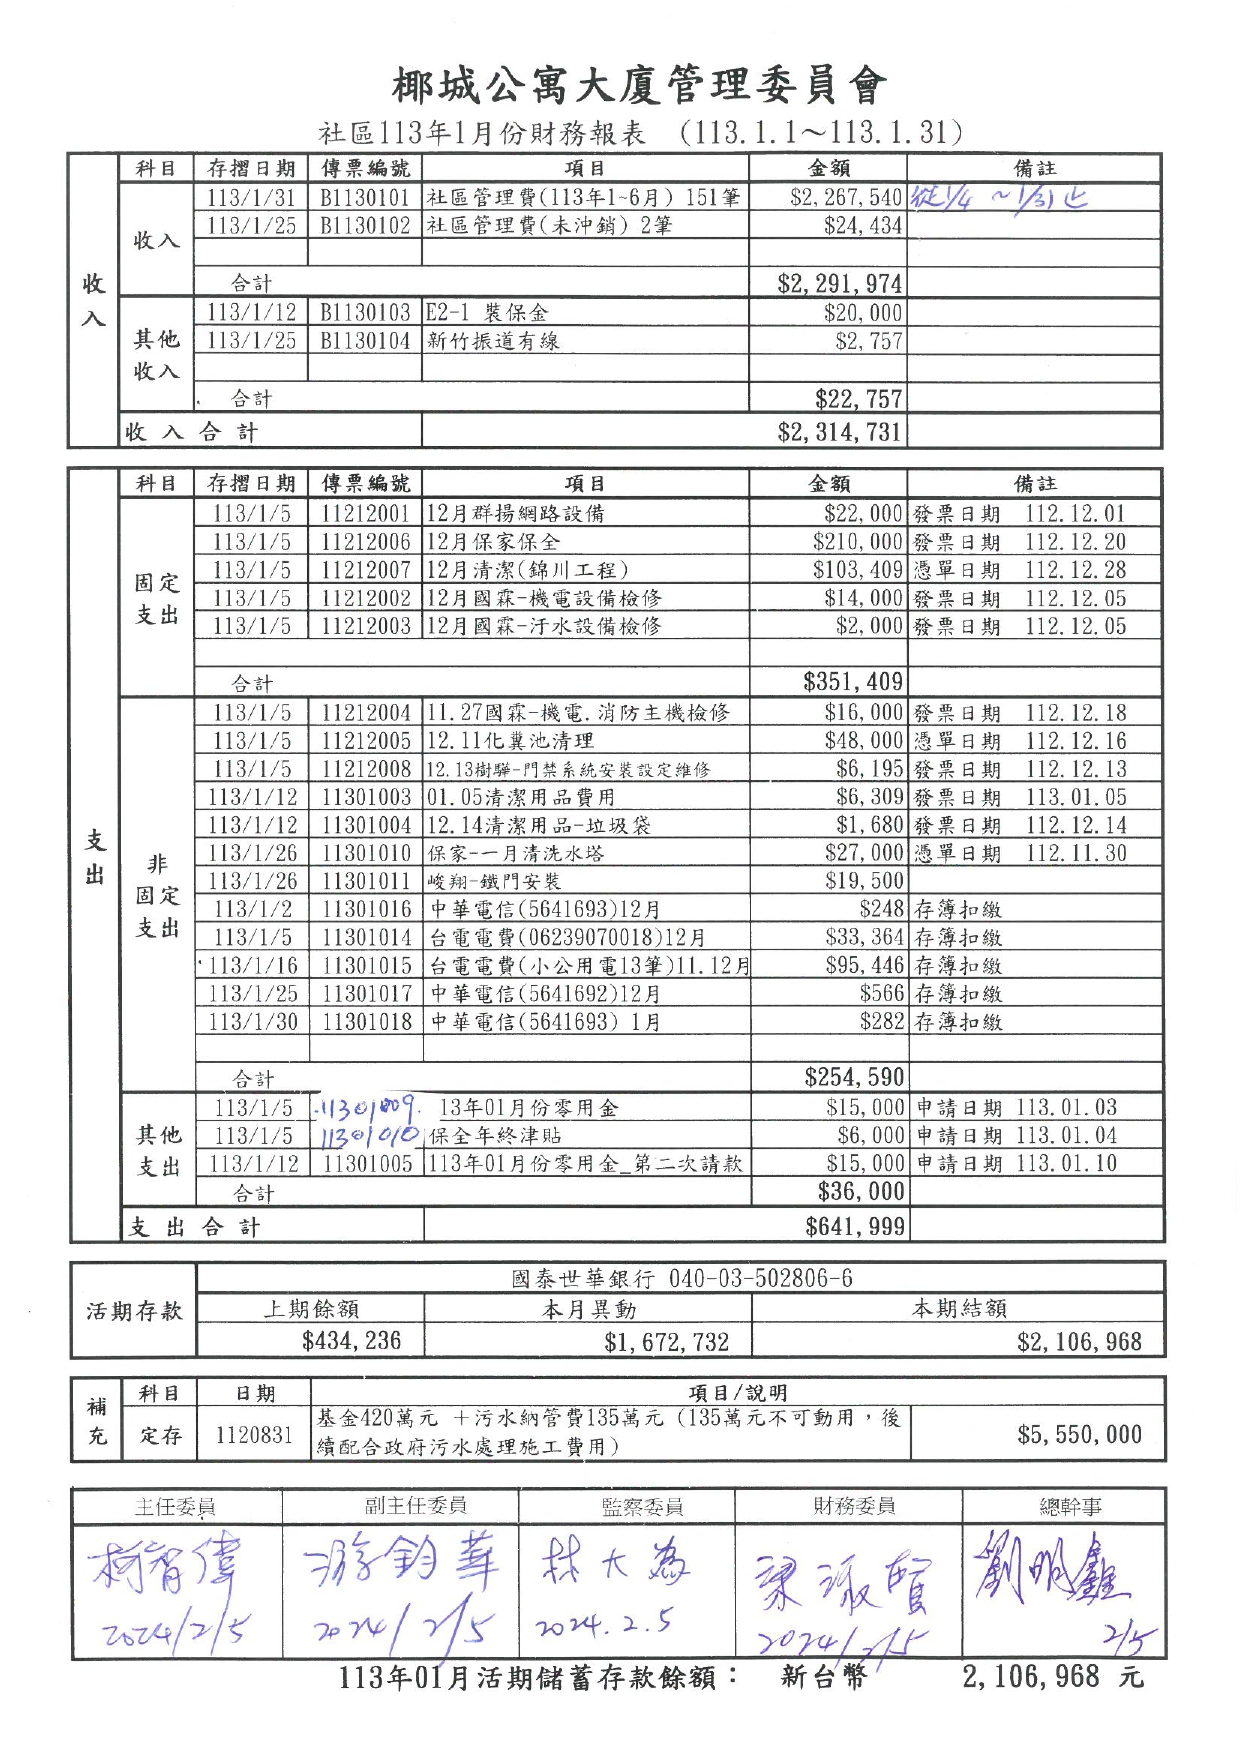 椰城公寓大廈管理委員會
社區113年1月份財務報表 (113.1.1～113.1.31)
收入
科目 存摺日期 傳票編號 項目 金額 備註
收入
113/1/31 B1130101 社區管理費(113年1~6月) 151筆 $2,267,540 從1/4 ~ 1/31止
113/1/25 B1130102 社區管理費(未沖銷) 2筆 $24,434
合計 $2,291,974
其他收入
113/1/12 B1130103 E2-1 裝保金 $20,000
113/1/25 B1130104 新竹振道有線 $2,757
合計 $22,757
收入合計 $2,314,731
支出
科目 存摺日期 傳票編號 項目 金額 備註
固定支出
113/1/5 11212001 12月群揚網路設備 $22,000 發票日期 112.12.01
113/1/5 11212006 12月保家保全 $210,000 發票日期 112.12.20
113/1/5 11212007 12月清潔(錦川工程) $103,409 憑單日期 112.12.28
113/1/5 11212002 12月國霖-機電設備檢修 $14,000 發票日期 112.12.05
113/1/5 11212003 12月國霖-汙水設備檢修 $2,000 發票日期 112.12.05
合計 $351,409
非固定支出
113/1/5 11212004 11.27國霖-機電.消防主機檢修 $16,000 發票日期 112.12.18
113/1/5 11212005 12.11化糞池清理 $48,000 憑單日期 112.12.16
113/1/5 11212008 12.13樹驊-門禁系統安裝設定維修 $6,195 發票日期 112.12.13
113/1/12 11301003 01.05清潔用品費用 $6,309 發票日期 113.01.05
113/1/12 11301004 12.14清潔用品-垃圾袋 $1,680 發票日期 112.12.14
113/1/26 11301010 保家-一月清洗水塔 $27,000 憑單日期 112.11.30
113/1/26 11301011 峻翔-鐵門安裝 $19,500
113/1/2 11301016 中華電信(5641693)12月 $248 存簿扣繳
113/1/5 11301014 台電電費(06239070018)12月 $33,364 存簿扣繳
113/1/16 11301015 台電電費(小公用電13筆)11.12月 $95,446 存簿扣繳
113/1/25 11301017 中華電信(5641692)12月 $566 存簿扣繳
113/1/30 11301018 中華電信(5641693) 1月 $282 存簿扣繳
合計 $254,590
其他支出
113/1/5 11301009 13年01月份零用金 $15,000 申請日期 113.01.03
113/1/5 11301010 保全年終津貼 $6,000 申請日期 113.01.04
113/1/12 11301005 113年01月份零用金_第二次請款 $15,000 申請日期 113.01.10
合計 $36,000
支出合計 $641,999
活期存款
國泰世華銀行 040-03-502806-6
上期餘額 本月異動 本期結額
$434,236 $1,672,732 $2,106,968
補充
科目 日期 項目/說明
定存 1120831 基金420萬元 ＋污水納管費135萬元（135萬元不可動用，後
續配合政府污水處理施工費用） $5,550,000
主任委員 副主任委員 監察委員 財務委員 總幹事
柯智偉 游鈞華 林大為 梁淑賢 劉明鑫
2024/2/5 2024/2/5 2024.2.5 2024/2/5 2/5
113年01月活期儲蓄存款餘額： 新台幣 2,106,968 元